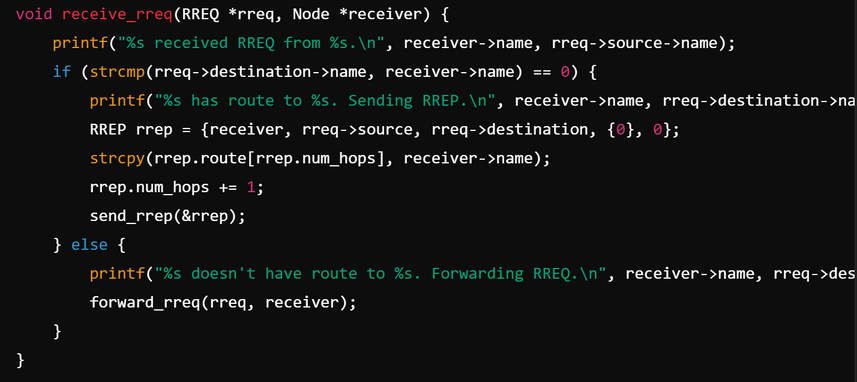 void receive_rreq(RREQ *rreq, Node *receiver) {
    printf("%s received RREQ from %s.\n", receiver->name, rreq->source->name);
    if (strcmp(rreq->destination->name, receiver->name) == 0) {
        printf("%s has route to %s. Sending RREP.\n", receiver->name, rreq->destination->na
        RREP rrep = {receiver, rreq->source, rreq->destination, {0}, 0};
        strcpy(rrep.route[rrep.num_hops], receiver->name);
        rrep.num_hops += 1;
        send_rrep(&rrep);
    } else {
        printf("%s doesn't have route to %s. Forwarding RREQ.\n", receiver->name, rreq->des
        forward_rreq(rreq, receiver);
    }
}